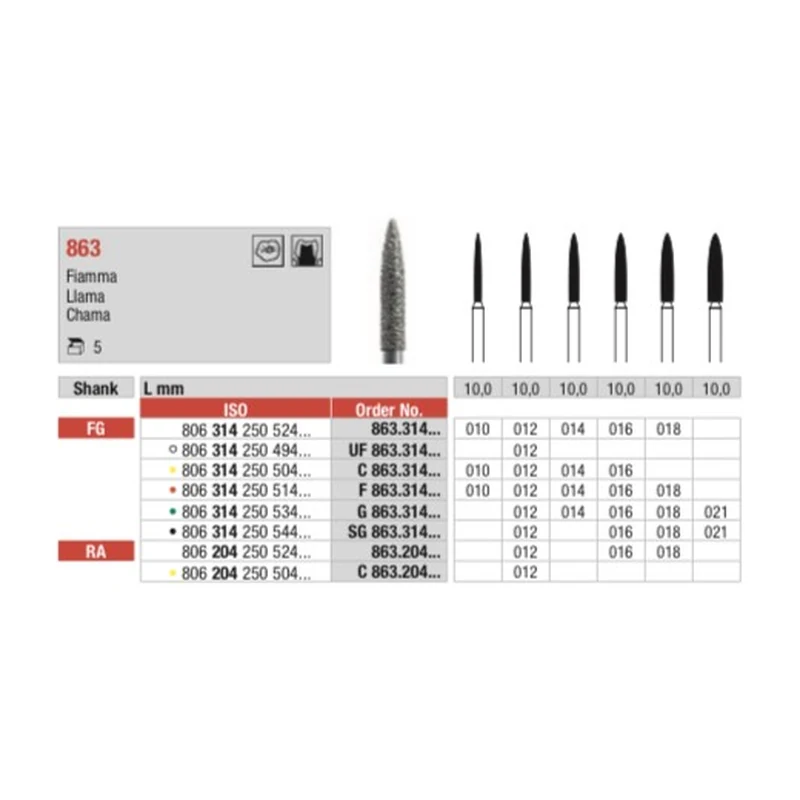 863
Fiamma
Llama
Chama
5
Shank L mm 10,0 10,0 10,0 10,0 10,0 10,0
ISO Order No.
FG 806 314 250 524... 863.314... 010 012 014 016 018
806 314 250 494... UF 863.314... 012
806 314 250 504... C 863.314... 010 012 014 016
806 314 250 514... F 863.314... 010 012 014 016 018
806 314 250 534... G 863.314... 012 014 016 018 021
806 314 250 544... SG 863.314... 012 016 018 021
RA 806 204 250 524... 863.204... 012 016 018
806 204 250 504... C 863.204... 012